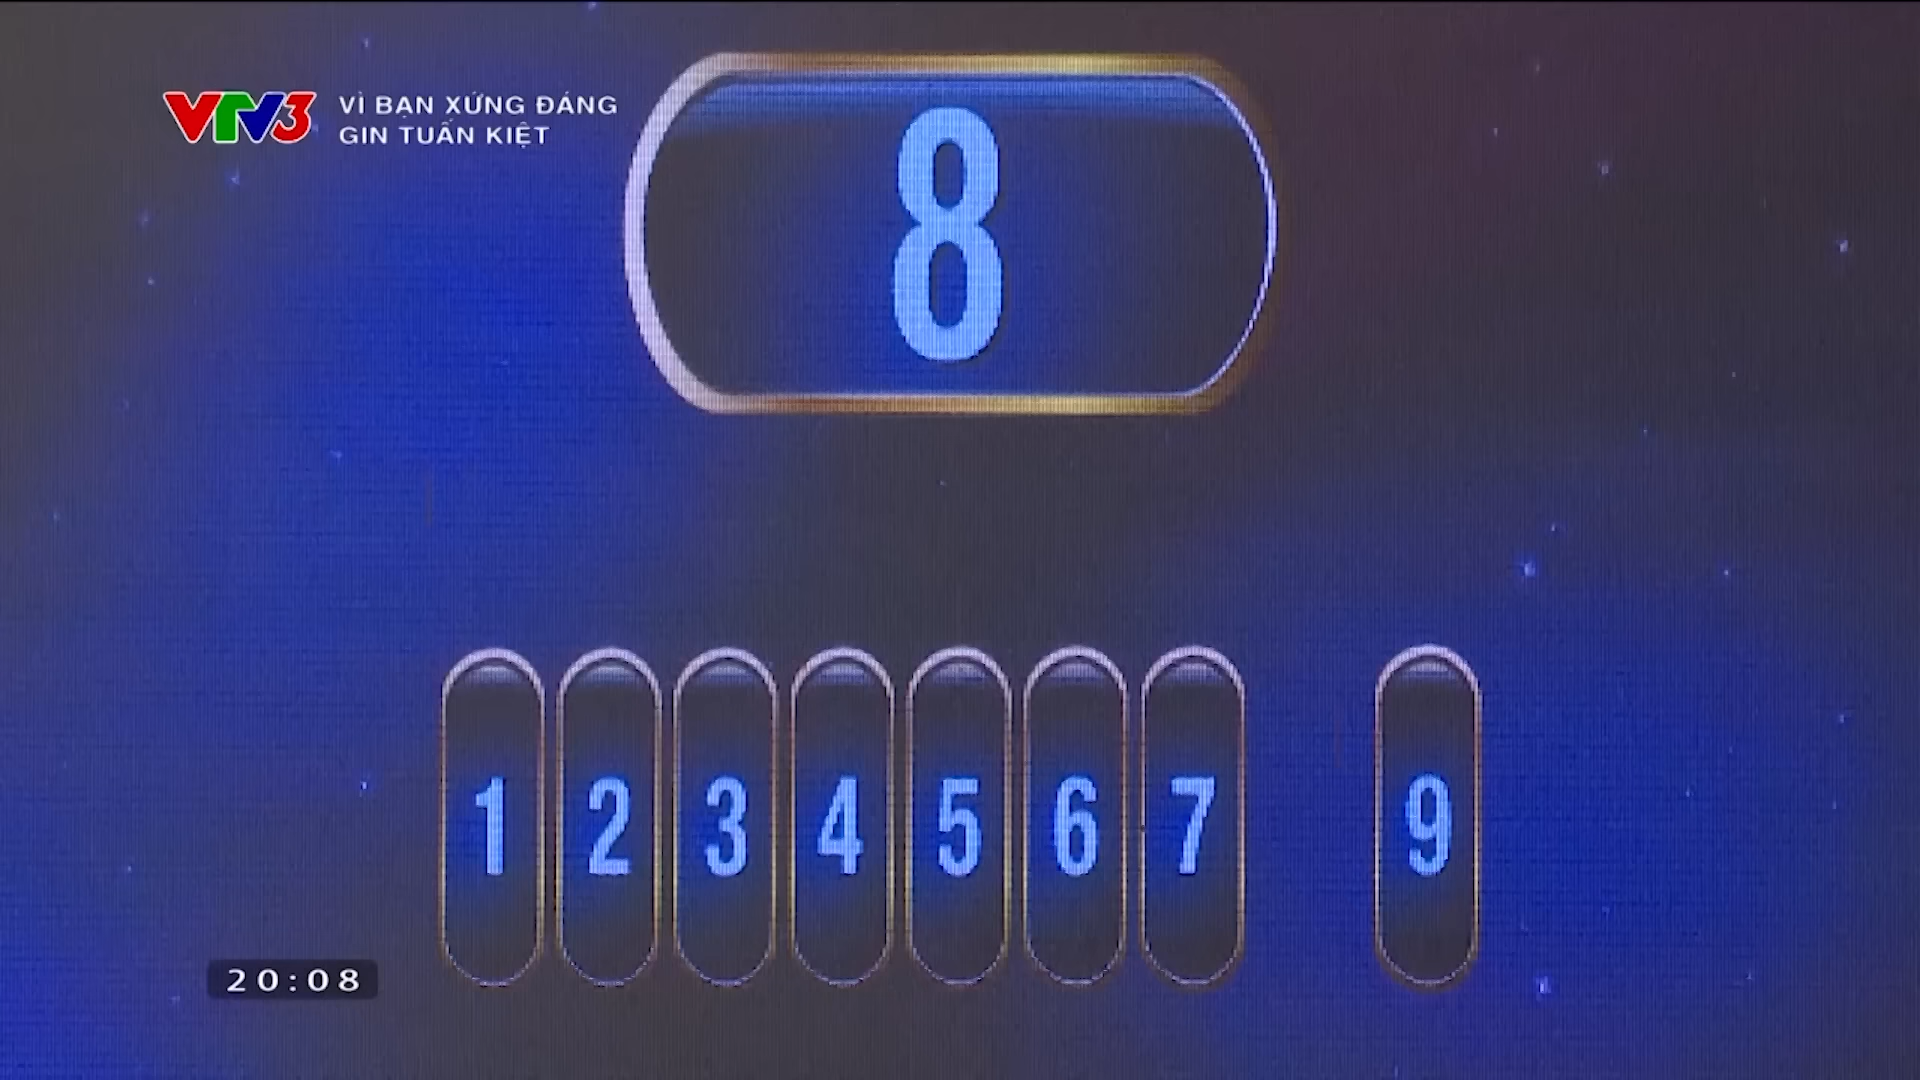 VTV3
VÌ BẠN XỨNG ĐÁNG
GIN TUẤN KIỆT
8
1 2 3 4 5 6 7 9
20:08